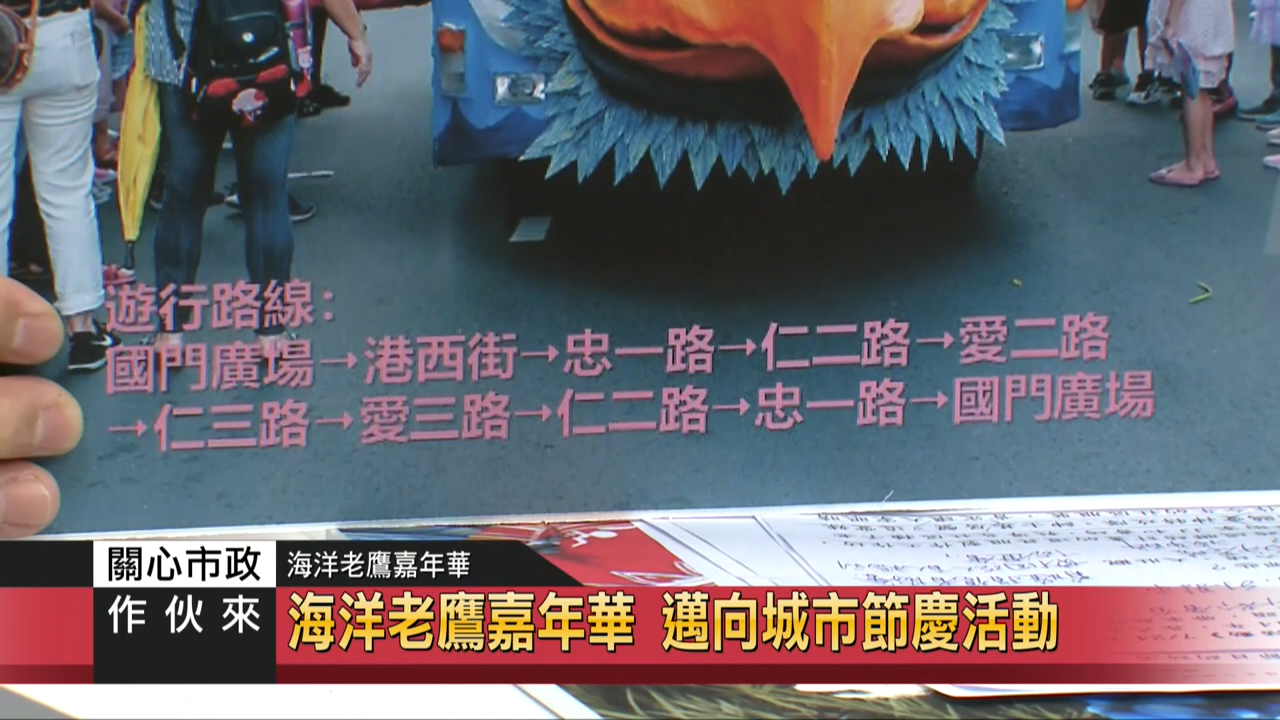 遊行路線：
國門廣場→港西街→忠一路→仁二路→愛二路
→仁三路→愛三路→仁二路→忠一路→國門廣場
關心市政
作伙來
海洋老鷹嘉年華
海洋老鷹嘉年華 邁向城市節慶活動